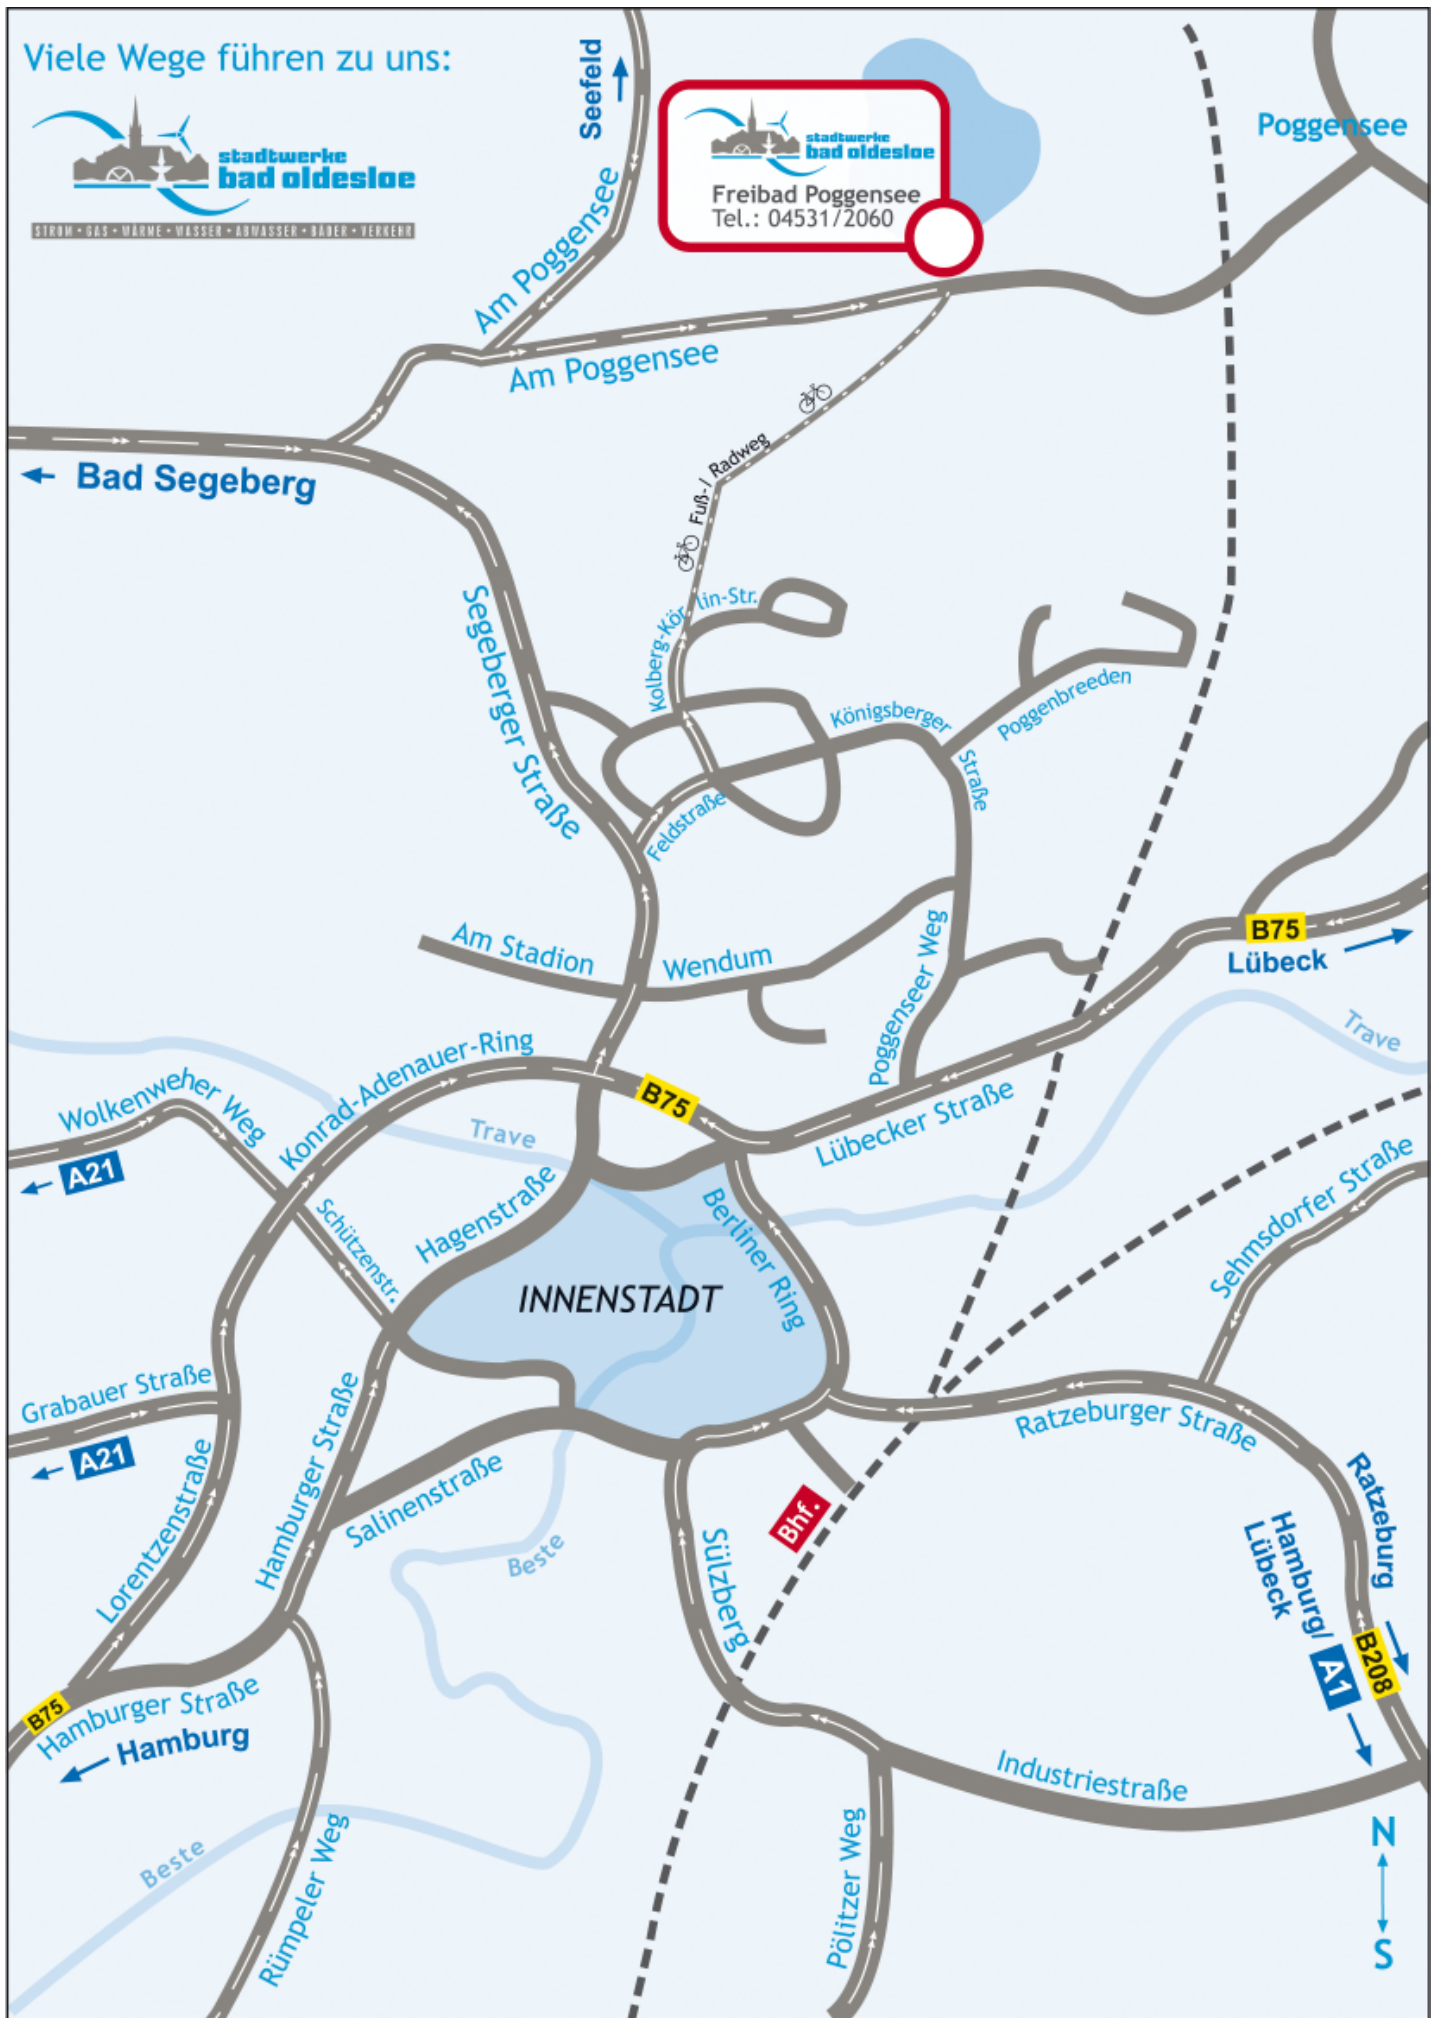 Viele Wege führen zu uns:
stadtwerke
bad oldesloe
STROM • GAS • WÄRME • WASSER • ABWASSER • BÄDER • VERKEHR
Seefeld
stadtwerke
bad oldesloe
Freibad Poggensee
Tel.: 04531/2060
Poggensee
Am Poggensee
Am Poggensee
Bad Segeberg
Fuß-/ Radweg
Segeberger Straße
Kolberg-Körlin-Str.
Königsberger
Straße
Poggenbreeden
Feldstraße
Am Stadion
Wendum
Poggenseer Weg
B75
Lübeck
Trave
Konrad-Adenauer-Ring
B75
Wolkenweher Weg
A21
Trave
Lübecker Straße
Hagenstraße
Schützenstr.
Berliner Ring
INNENSTADT
Sehmsdorfer Straße
Grabauer Straße
A21
Hamburger Straße
Lorentzenstraße
Salinenstraße
Ratzeburger Straße
Bhf.
Beste
Sülzberg
Ratzeburg
Hamburg/
Lübeck
A1
B208
B75
Hamburger Straße
Hamburg
Industriestraße
Beste
Rümpeler Weg
Pölitzer Weg
N
S